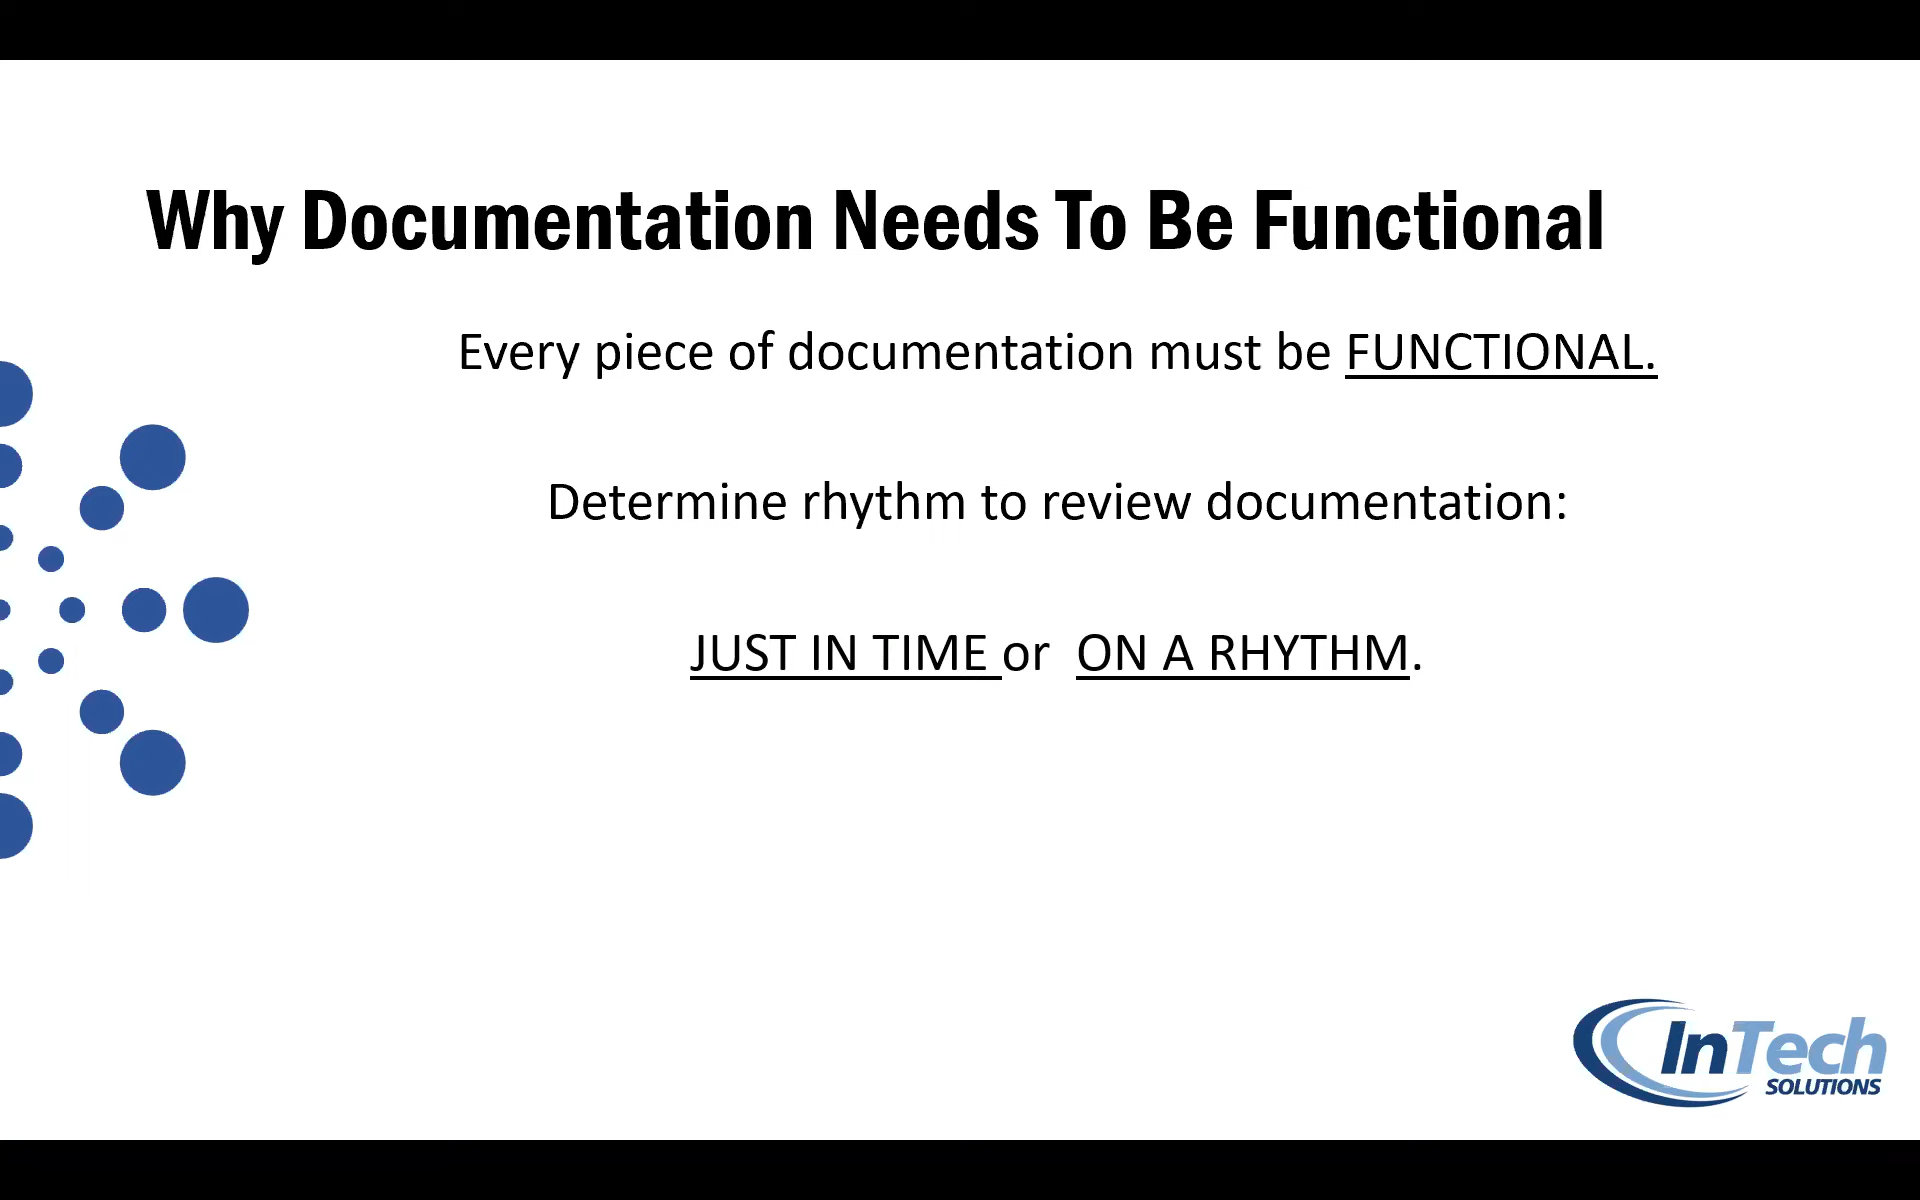 Why Documentation Needs To Be Functional
Every piece of documentation must be FUNCTIONAL.
Determine rhythm to review documentation:
JUST IN TIME or  ON A RHYTHM.
InTech
SOLUTIONS